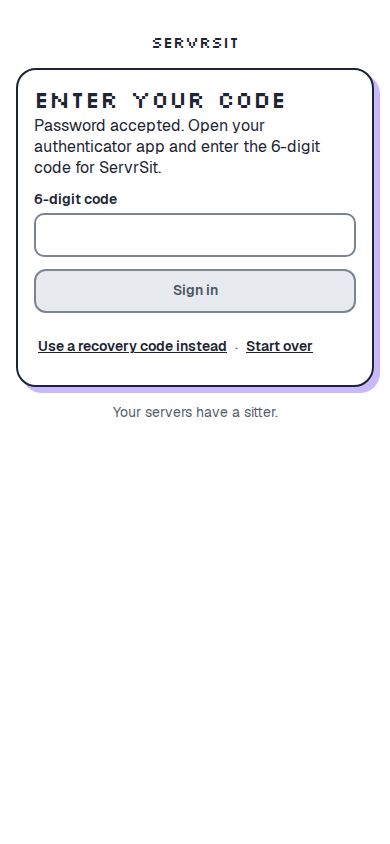 SERVRSIT
ENTER YOUR CODE
Password accepted. Open your
authenticator app and enter the 6-digit
code for ServrSit.
6-digit code
Sign in
Use a recovery code instead · Start over
Your servers have a sitter.